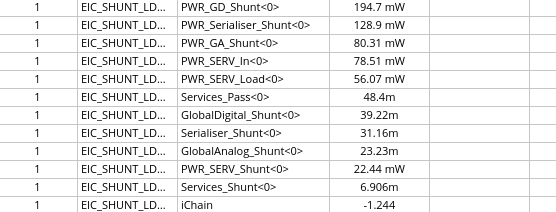 1 EIC_SHUNT_LD... PWR_GD_Shunt<0> 194.7 mW
1 EIC_SHUNT_LD... PWR_Serialiser_Shunt<0> 128.9 mW
1 EIC_SHUNT_LD... PWR_GA_Shunt<0> 80.31 mW
1 EIC_SHUNT_LD... PWR_SERV_In<0> 78.51 mW
1 EIC_SHUNT_LD... PWR_SERV_Load<0> 56.07 mW
1 EIC_SHUNT_LD... Services_Pass<0> 48.4m
1 EIC_SHUNT_LD... GlobalDigital_Shunt<0> 39.22m
1 EIC_SHUNT_LD... Serialiser_Shunt<0> 31.16m
1 EIC_SHUNT_LD... GlobalAnalog_Shunt<0> 23.23m
1 EIC_SHUNT_LD... PWR_SERV_Shunt<0> 22.44 mW
1 EIC_SHUNT_LD... Services_Shunt<0> 6.906m
1 EIC_SHUNT_LD... iChain -1.244